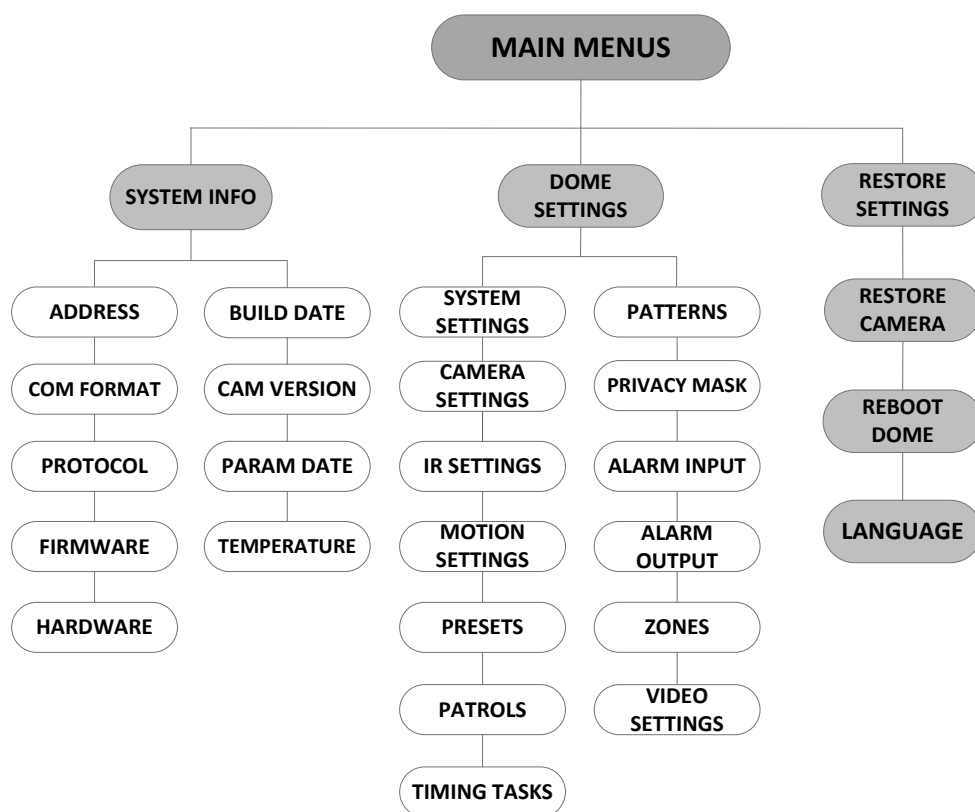 MAIN MENUS
SYSTEM INFO
DOME
SETTINGS
RESTORE
SETTINGS
ADDRESS
COM FORMAT
PROTOCOL
FIRMWARE
HARDWARE
BUILD DATE
CAM VERSION
PARAM DATE
TEMPERATURE
SYSTEM
SETTINGS
CAMERA
SETTINGS
IR SETTINGS
MOTION
SETTINGS
PRESETS
PATROLS
TIMING TASKS
PATTERNS
PRIVACY MASK
ALARM INPUT
ALARM
OUTPUT
ZONES
VIDEO
SETTINGS
RESTORE
CAMERA
REBOOT
DOME
LANGUAGE